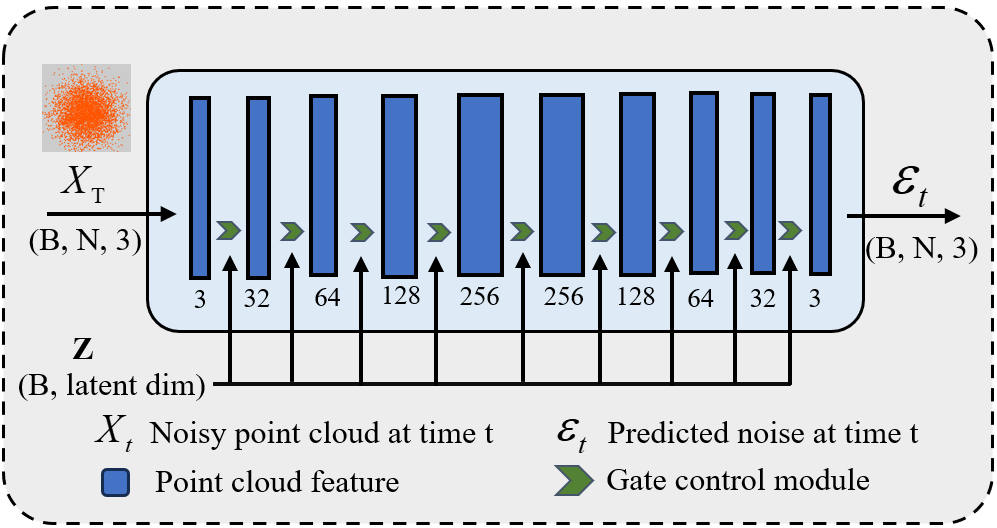 X_T
(B, N, 3)
ε_t
(B, N, 3)
3 32 64 128 256 256 128 64 32 3
Z
(B, latent dim)
X_t Noisy point cloud at time t
ε_t Predicted noise at time t
Point cloud feature
Gate control module